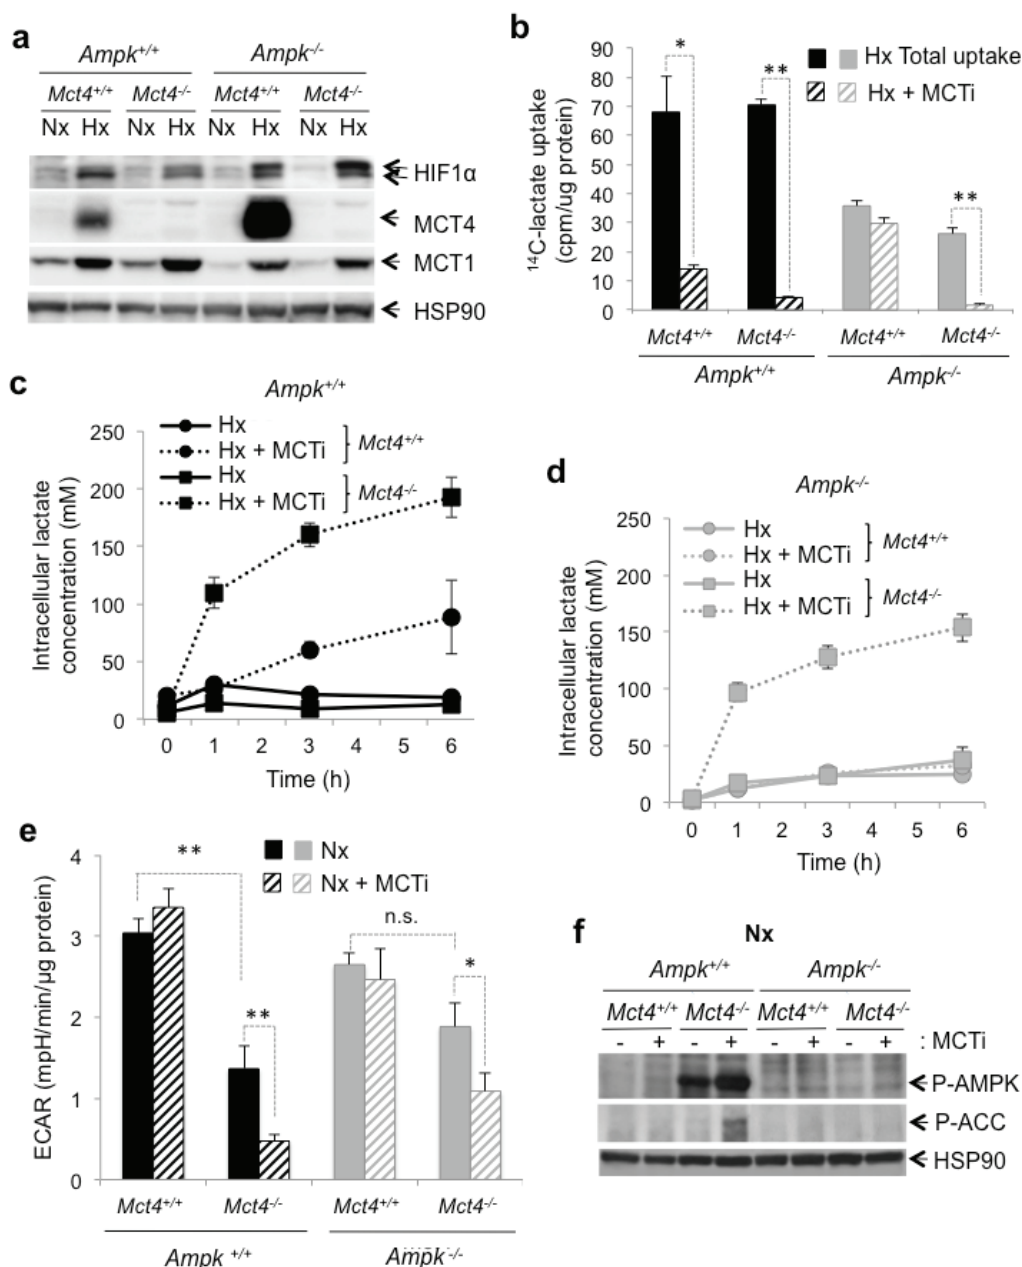 a
Ampk+/+ Ampk-/-
Mct4+/+ Mct4-/- Mct4+/+ Mct4-/-
Nx Hx Nx Hx Nx Hx Nx Hx
HIF1α
MCT4
MCT1
HSP90
b
14C-lactate uptake
(cpm/ug protein)
90
80
70
60
50
40
30
20
10
0
* ** **
Hx Total uptake
Hx + MCTi
Mct4+/+ Mct4-/- Mct4+/+ Mct4-/-
Ampk+/+ Ampk-/-
c
Ampk+/+
Hx
Hx + MCTi
Mct4+/+
Hx
Hx + MCTi
Mct4-/-
Intracellular lactate
concentration (mM)
250
200
150
100
50
0
0 1 2 3 4 5 6
Time (h)
d
Ampk-/-
Hx
Hx + MCTi
Mct4+/+
Hx
Hx + MCTi
Mct4-/-
Intracellular lactate
concentration (mM)
250
200
150
100
50
0
0 1 2 3 4 5 6
Time (h)
e
ECAR (mpH/min/µg protein)
4
3
2
1
0
** ** n.s. *
Nx
Nx + MCTi
Mct4+/+ Mct4-/- Mct4+/+ Mct4-/-
Ampk +/+ Ampk -/-
f
Nx
Ampk+/+ Ampk-/-
Mct4+/+ Mct4-/- Mct4+/+ Mct4-/-
- + - + - + - + : MCTi
P-AMPK
P-ACC
HSP90